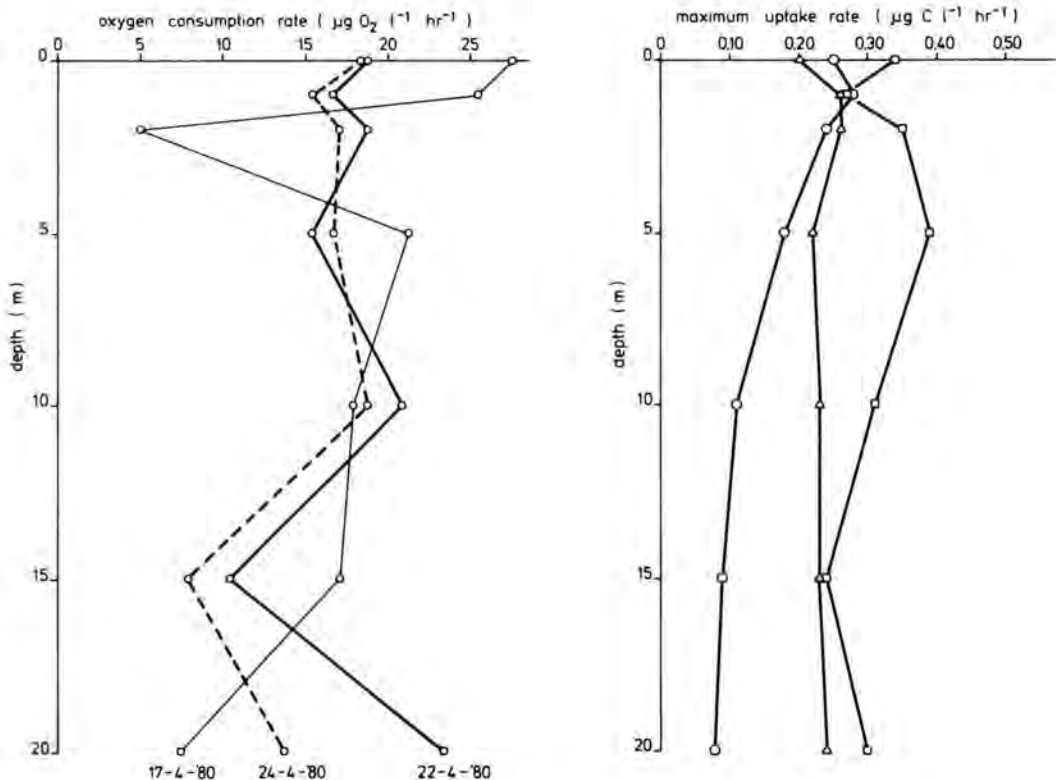 oxygen consumption rate ( µg O₂ (⁻¹ hr⁻¹)
0 5 10 15 20 25
0
5
depth ( m )
10
15
20
17-4-80 24-4-80 22-4-80
maximum uptake rate ( µg C (⁻¹ hr⁻¹)
0 0,10 0,20 0,30 0,40 0,50
0
5
depth ( m )
10
15
20